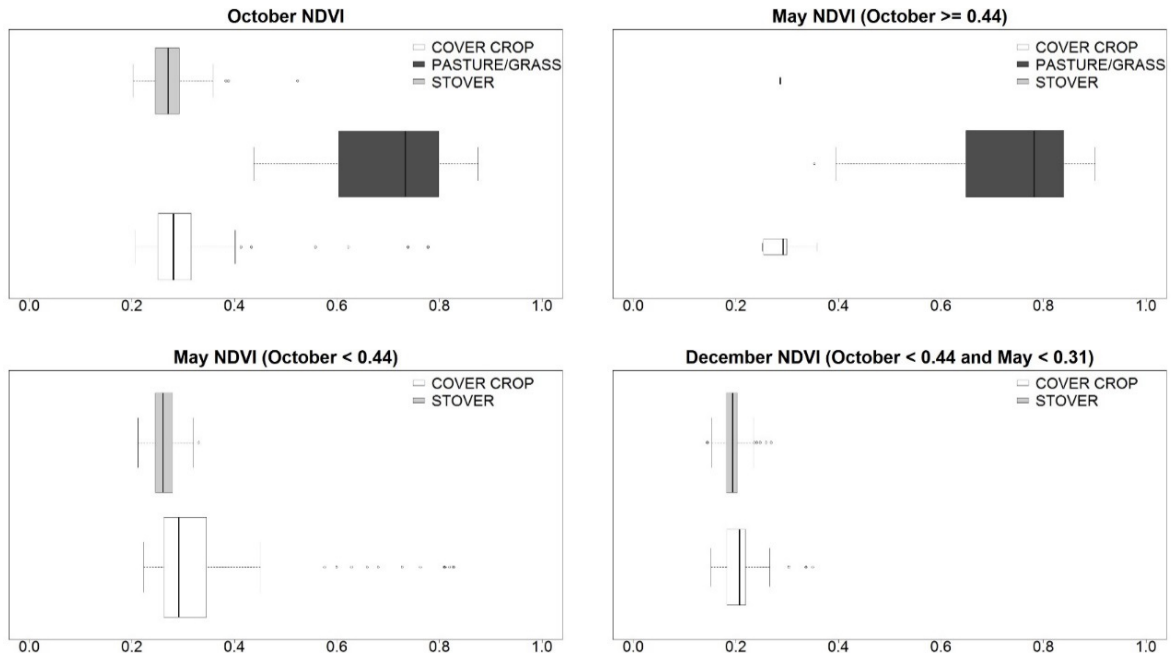 October NDVI
COVER CROP
PASTURE/GRASS
STOVER
0.0 0.2 0.4 0.6 0.8 1.0
May NDVI (October >= 0.44)
COVER CROP
PASTURE/GRASS
STOVER
0.0 0.2 0.4 0.6 0.8 1.0
May NDVI (October < 0.44)
COVER CROP
STOVER
0.0 0.2 0.4 0.6 0.8 1.0
December NDVI (October < 0.44 and May < 0.31)
COVER CROP
STOVER
0.0 0.2 0.4 0.6 0.8 1.0